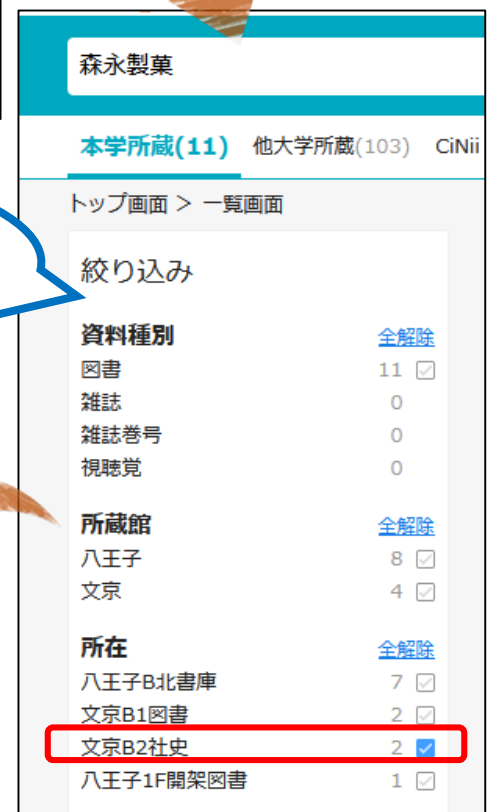 森永製菓
本学所蔵(11) 他大学所蔵(103) CiNii
トップ画面 > 一覧画面
絞り込み
資料種別 全解除
図書 11
雑誌 0
雑誌巻号 0
視聴覚 0
所蔵館 全解除
八王子 8
文京 4
所在 全解除
八王子B北書庫 7
文京B1図書 2
文京B2社史 2
八王子1F開架図書 1